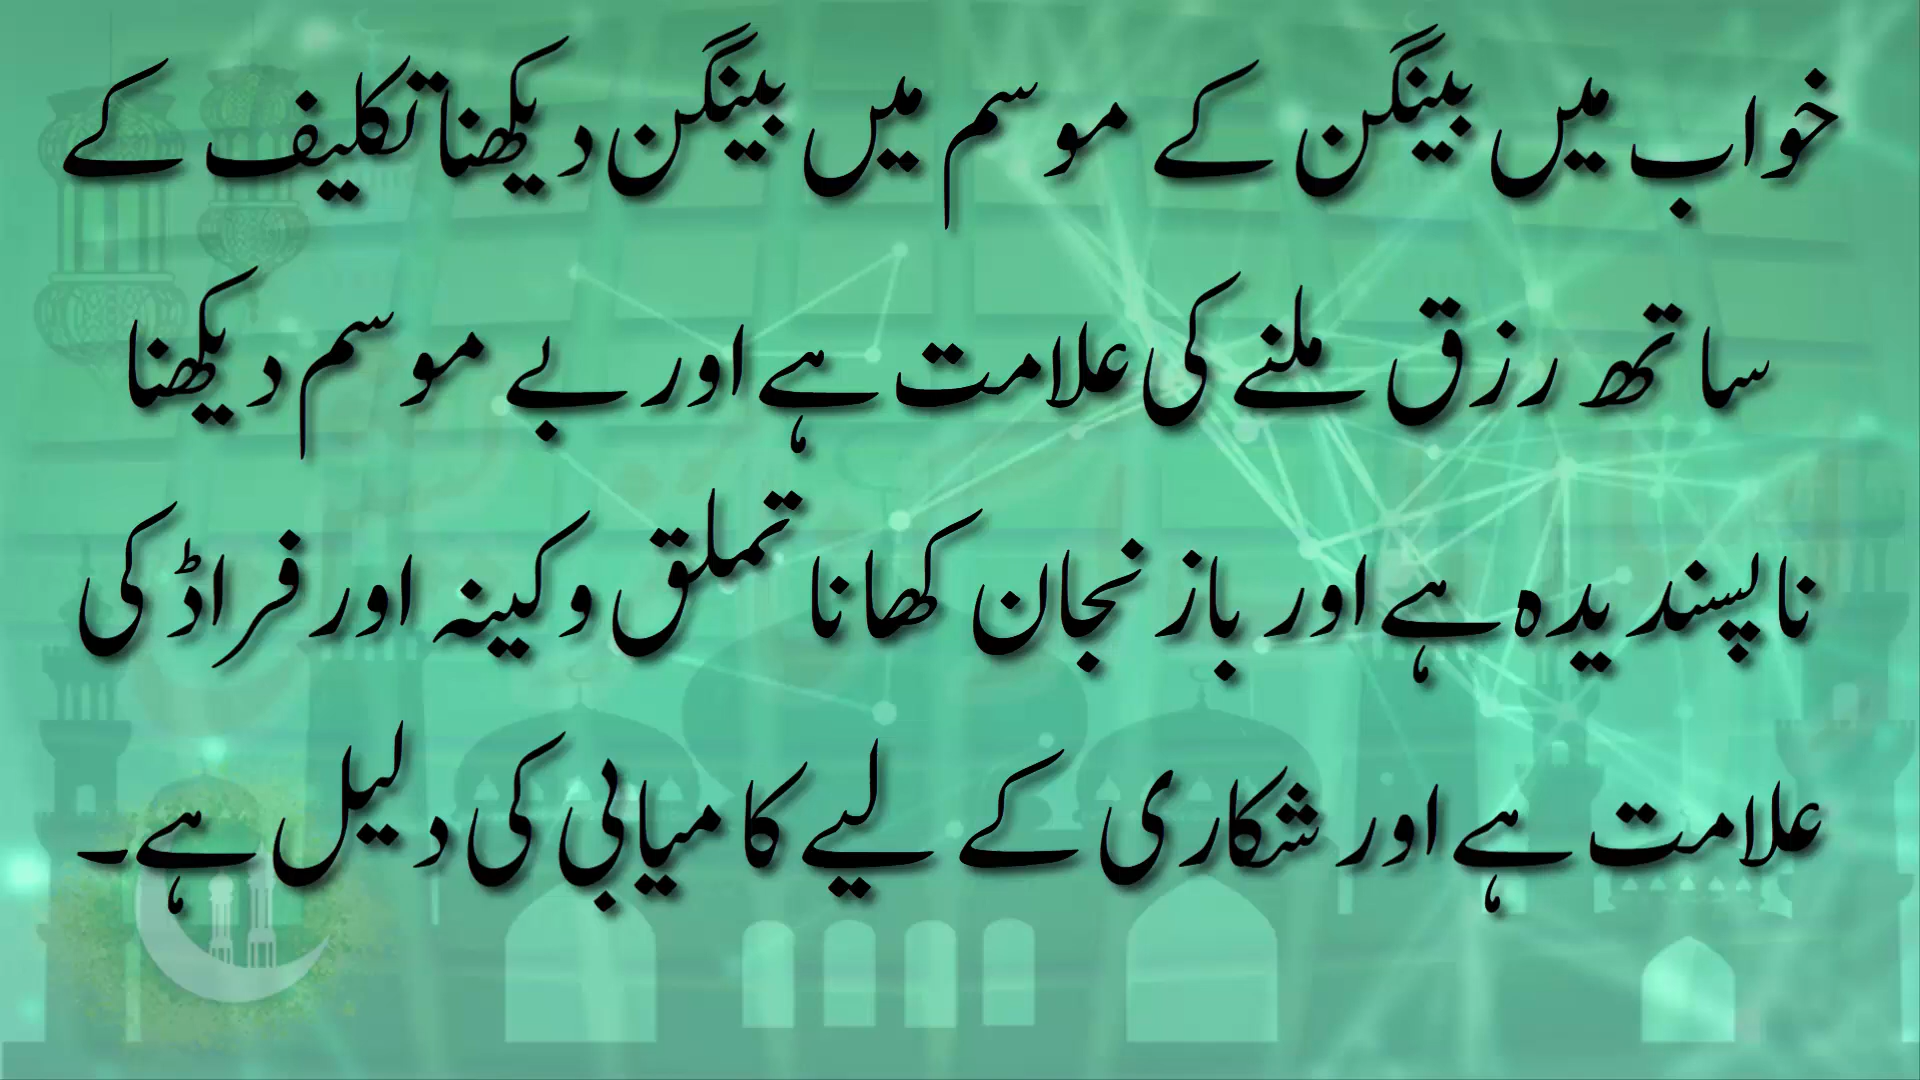 خواب میں بینگن کے موسم میں بینگن دیکھنا تکلیف کے
ساتھ رزق ملنے کی علامت ہے اور بے موسم دیکھنا
ناپسندیدہ ہے اور باز نجان کھانا تملق و کینہ اور فراڈ کی
علامت ہے اور شکاری کے لیے کامیابی کی دلیل ہے۔